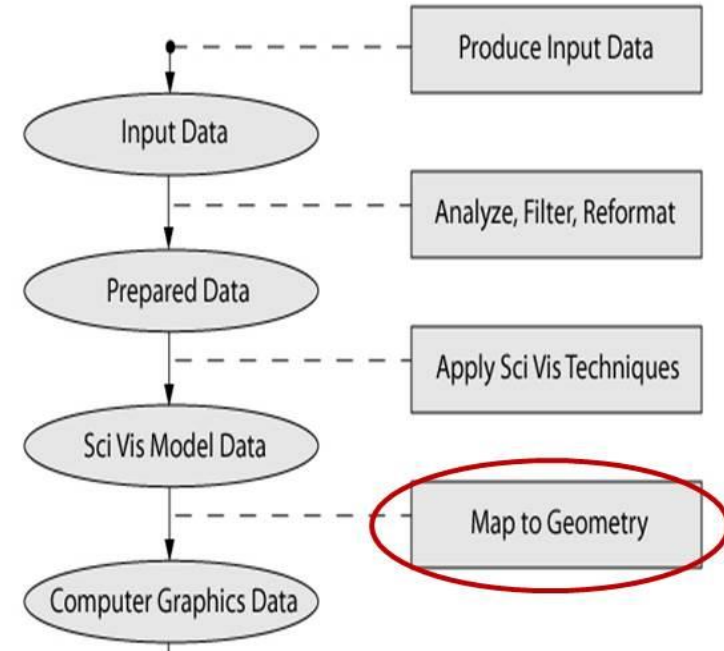 Produce Input Data
Input Data
Analyze, Filter, Reformat
Prepared Data
Apply Sci Vis Techniques
Sci Vis Model Data
Map to Geometry
Computer Graphics Data